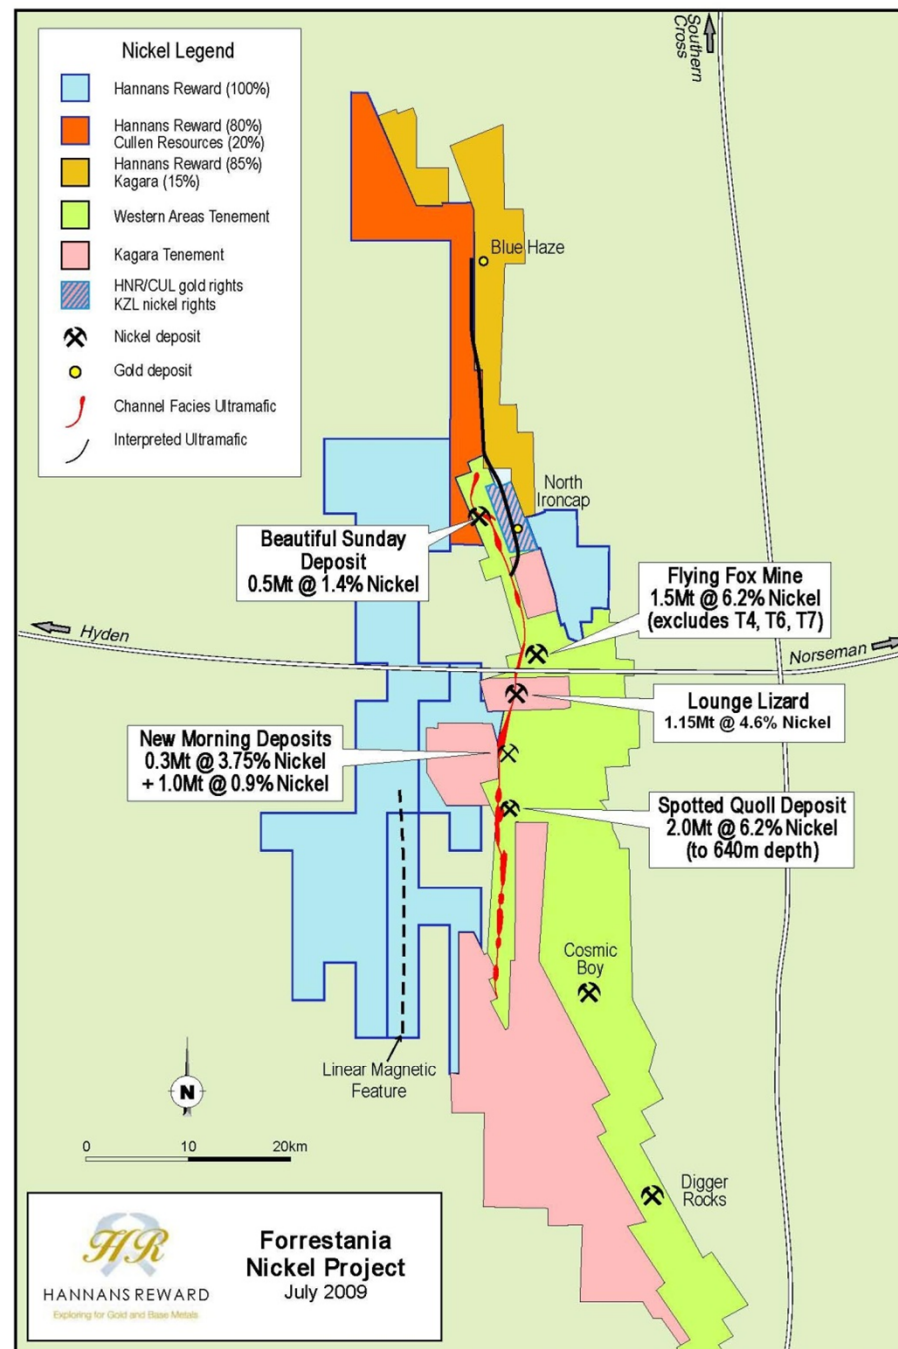 Nickel Legend
Hannans Reward (100%)
Hannans Reward (80%)
Cullen Resources (20%)
Hannans Reward (85%)
Kagara (15%)
Western Areas Tenement
Kagara Tenement
HNR/CUL gold rights
KZL nickel rights
Nickel deposit
Gold deposit
Channel Facies Ultramafic
Interpreted Ultramafic
Southern
Cross
Blue Haze
North
Ironcap
Beautiful Sunday
Deposit
0.5Mt @ 1.4% Nickel
Flying Fox Mine
1.5Mt @ 6.2% Nickel
(excludes T4, T6, T7)
Hyden
Norseman
Lounge Lizard
1.15Mt @ 4.6% Nickel
New Morning Deposits
0.3Mt @ 3.75% Nickel
+ 1.0Mt @ 0.9% Nickel
Spotted Quoll Deposit
2.0Mt @ 6.2% Nickel
(to 640m depth)
Cosmic
Boy
Linear Magnetic
Feature
N
0 10 20km
Digger
Rocks
HR
HANNANS REWARD
Exploring for Gold and Base Metals
Forrestania
Nickel Project
July 2009